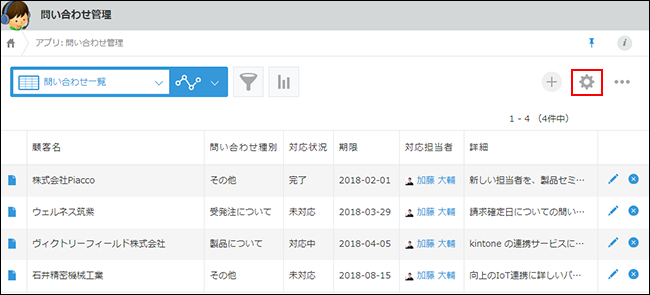 問い合わせ管理
アプリ: 問い合わせ管理
問い合わせ一覧
1 - 4 （4件中）
顧客名 問い合わせ種別 対応状況 期限 対応担当者 詳細
株式会社Piacco その他 完了 2018-02-01 加藤 大輔 新しい担当者を、製品セミ…
ウェルネス筑業 受発注について 未対応 2018-03-29 加藤 大輔 請求確定日についての問い…
ヴィクトリーフィールド株式会社 製品について 対応中 2018-04-05 加藤 大輔 kintone の連携サービスに…
石井精密機械工業 その他 未対応 2018-08-15 加藤 大輔 向上のIoT連携に詳しいパ…